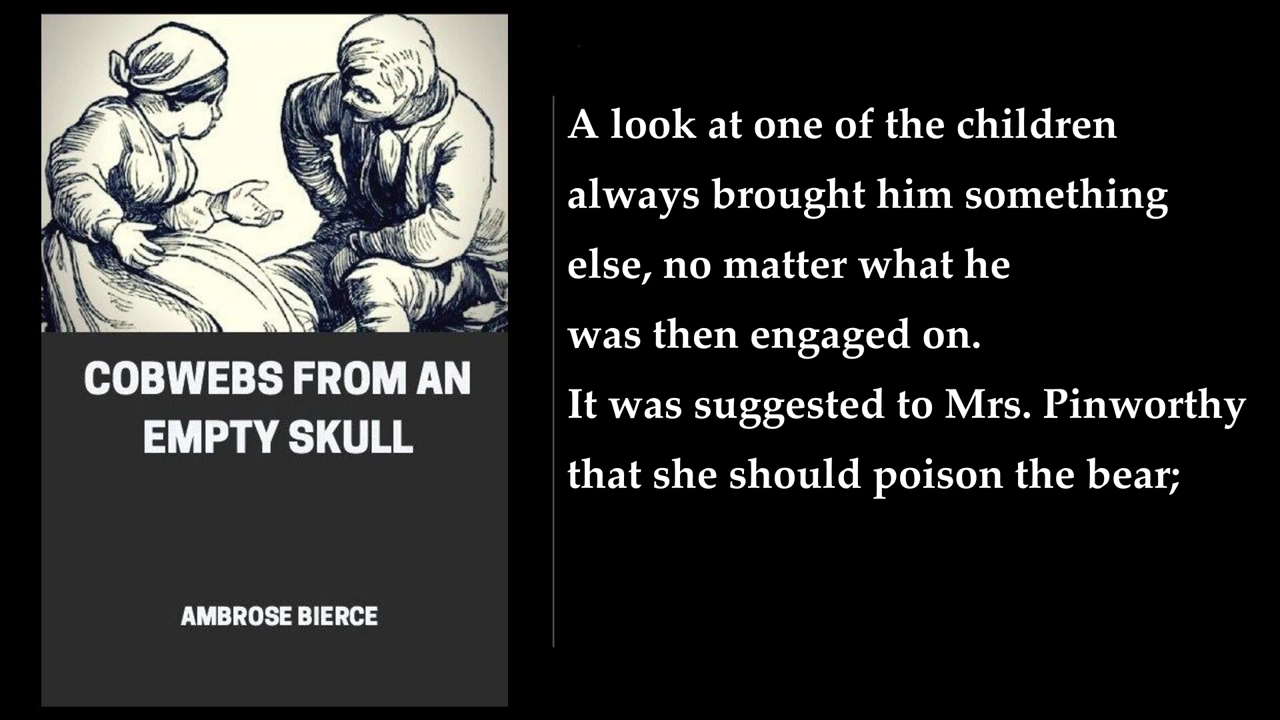 COBWEBS FROM AN
EMPTY SKULL
AMBROSE BIERCE
A look at one of the children
always brought him something
else, no matter what he
was then engaged on.
It was suggested to Mrs. Pinworthy
that she should poison the bear;